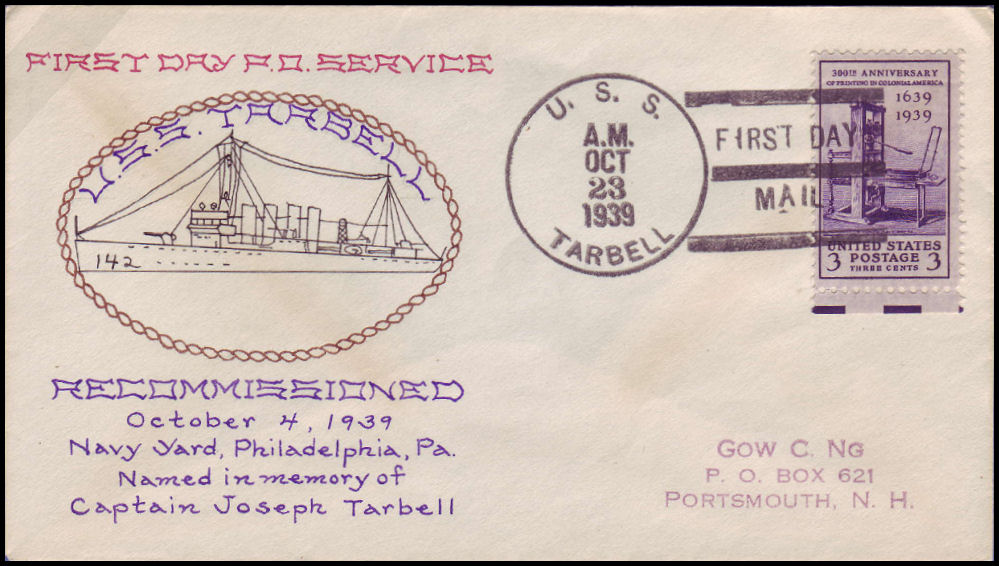 FIRST DAY P.O. SERVICE
U.S.S. TARBELL
142
RECOMMISSIONED
October 4, 1939
Navy Yard, Philadelphia, Pa.
Named in memory of
Captain Joseph Tarbell
U. S. S.
A.M.
OCT
23
1939
TARBELL
FIRST DAY
MAIL
300TH ANNIVERSARY
OF PRINTING IN COLONIAL AMERICA
1639
1939
UNITED STATES
3 POSTAGE 3
THREE CENTS
GOW C. NG
P. O. BOX 621
PORTSMOUTH, N. H.